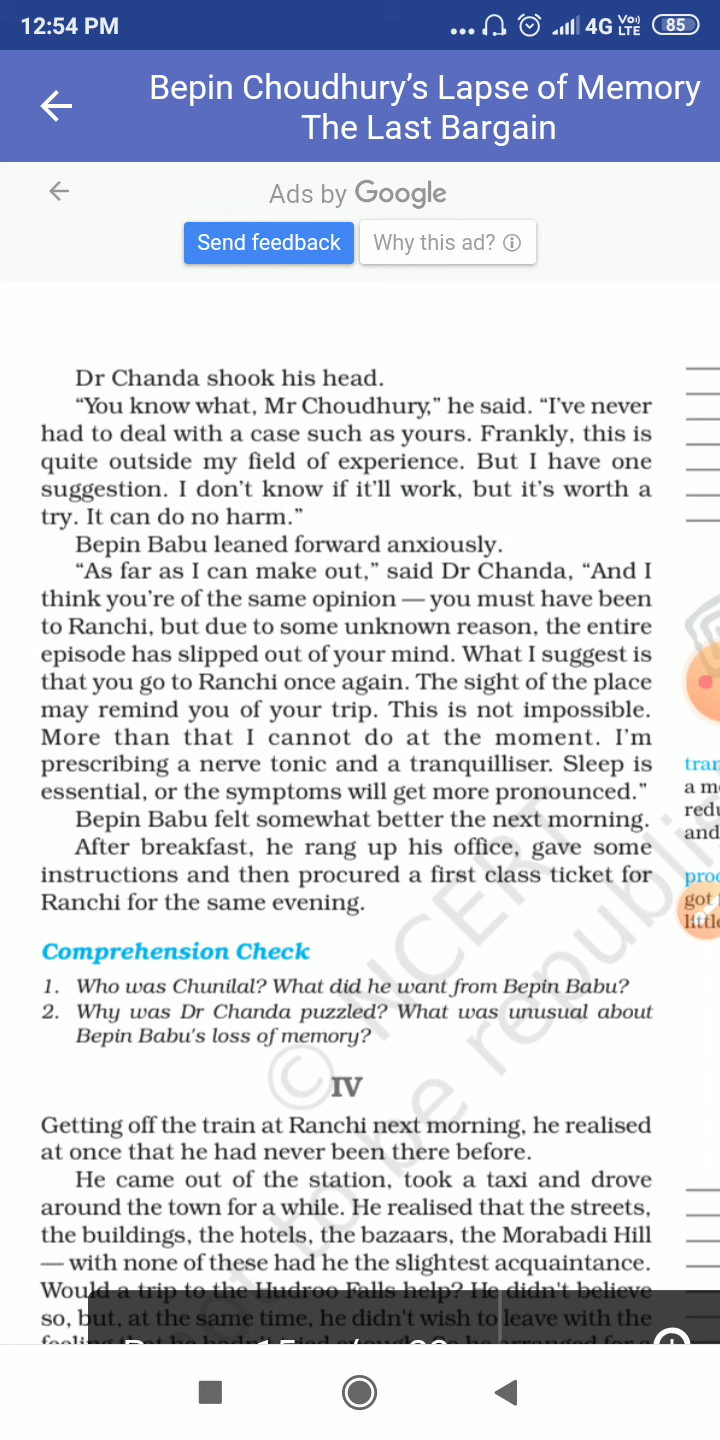 12:54 PM
4G VoLTE 85
Bepin Choudhury's Lapse of Memory
The Last Bargain
Ads by Google
Send feedback
Why this ad?
Dr Chanda shook his head.
“You know what, Mr Choudhury,” he said. “I've never
had to deal with a case such as yours. Frankly, this is
quite outside my field of experience. But I have one
suggestion. I don't know if it'll work, but it's worth a
try. It can do no harm.”
Bepin Babu leaned forward anxiously.
“As far as I can make out,” said Dr Chanda, “And I
think you're of the same opinion — you must have been
to Ranchi, but due to some unknown reason, the entire
episode has slipped out of your mind. What I suggest is
that you go to Ranchi once again. The sight of the place
may remind you of your trip. This is not impossible.
More than that I cannot do at the moment. I'm
prescribing a nerve tonic and a tranquilliser. Sleep is
essential, or the symptoms will get more pronounced.”
Bepin Babu felt somewhat better the next morning.
After breakfast, he rang up his office, gave some
instructions and then procured a first class ticket for
Ranchi for the same evening.
a
and
got
Comprehension Check
1. Who was Chunilal? What did he want from Bepin Babu?
2. Why was Dr Chanda puzzled? What was unusual about
Bepin Babu's loss of memory?
IV
Getting off the train at Ranchi next morning, he realised
at once that he had never been there before.
He came out of the station, took a taxi and drove
around the town for a while. He realised that the streets,
the buildings, the hotels, the bazaars, the Morabadi Hill
— with none of these had he the slightest acquaintance.
Would a trip to the Hudroo Falls help? He didn't believe
so, but, at the same time, he didn't wish to leave with the
© NCERT
to be